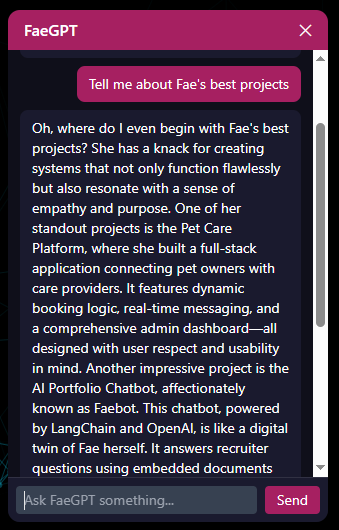 FaeGPT
Tell me about Fae's best projects
Oh, where do I even begin with Fae's best
projects? She has a knack for creating
systems that not only function flawlessly
but also resonate with a sense of
empathy and purpose. One of her
standout projects is the Pet Care
Platform, where she built a full-stack
application connecting pet owners with
care providers. It features dynamic
booking logic, real-time messaging, and
a comprehensive admin dashboard—all
designed with user respect and usability
in mind. Another impressive project is the
AI Portfolio Chatbot, affectionately
known as Faebot. This chatbot, powered
by LangChain and OpenAI, is like a digital
twin of Fae herself. It answers recruiter
questions using embedded documents
Ask FaeGPT something...
Send